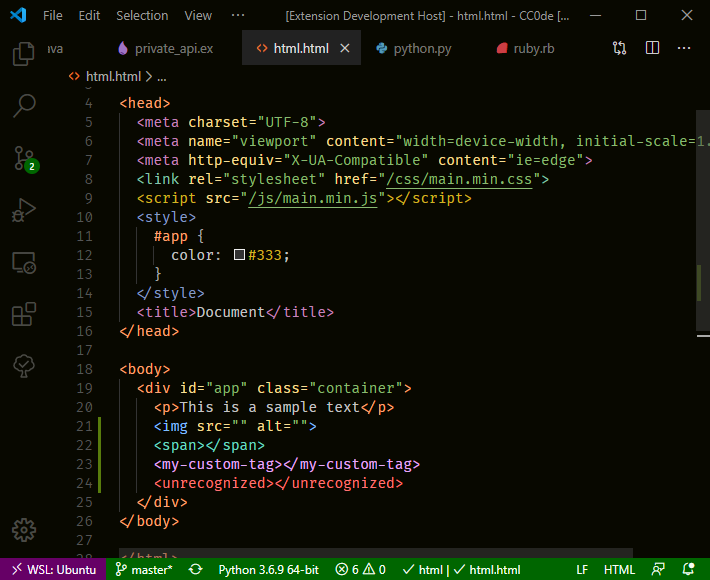 File Edit Selection View ··· [Extension Development Host] - html.html - CC0de [...
ava private_api.ex html.html python.py ruby.rb ···
html.html > ...
4 <head>
5 <meta charset="UTF-8">
6 <meta name="viewport" content="width=device-width, initial-scale=1.
7 <meta http-equiv="X-UA-Compatible" content="ie=edge">
8 <link rel="stylesheet" href="/css/main.min.css">
9 <script src="/js/main.min.js"></script>
10 <style>
11 #app {
12 color: #333;
13 }
14 </style>
15 <title>Document</title>
16 </head>
17
18 <body>
19 <div id="app" class="container">
20 <p>This is a sample text</p>
21 <img src="" alt="">
22 <span></span>
23 <my-custom-tag></my-custom-tag>
24 <unrecognized></unrecognized>
25 </div>
26 </body>
27
28 </html>
2
WSL: Ubuntu master* Python 3.6.9 64-bit 0 0 html | html.html LF HTML